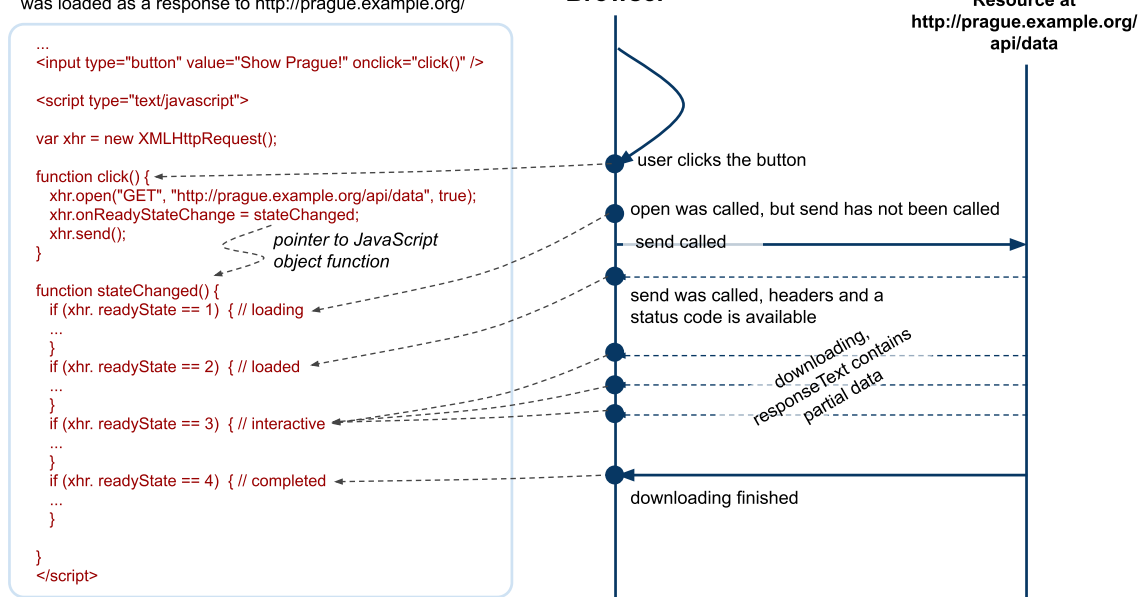 was loaded as a response to http://prague.example.org/
Browser
Resource at
http://prague.example.org/
api/data
...
<input type="button" value="Show Prague!" onclick="click()" />
<script type="text/javascript">
var xhr = new XMLHttpRequest();
function click() {
xhr.open("GET", "http://prague.example.org/api/data", true);
xhr.onReadyStateChange = stateChanged;
xhr.send();
}
pointer to JavaScript
object function
function stateChanged() {
if (xhr. readyState == 1) { // loading
...
}
if (xhr. readyState == 2) { // loaded
...
}
if (xhr. readyState == 3) { // interactive
...
}
if (xhr. readyState == 4) { // completed
...
}
}
</script>
user clicks the button
open was called, but send has not been called
send called
send was called, headers and a
status code is available
downloading,
responseText contains
partial data
downloading finished